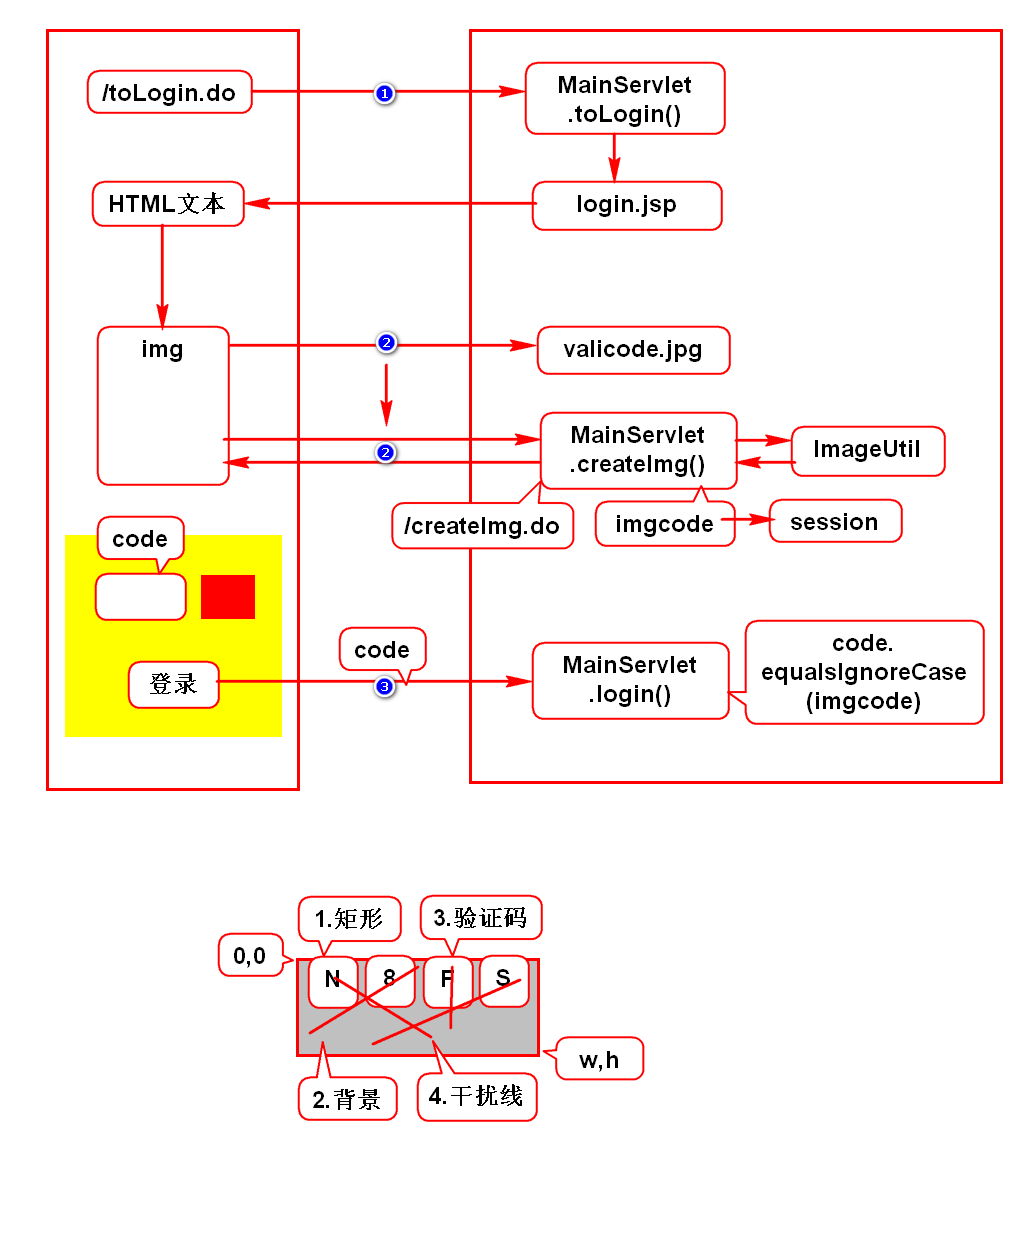 /toLogin.do
1
MainServlet
.toLogin()
HTML文本
login.jsp
img
2
valicode.jpg
2
MainServlet
.createImg()
ImageUtil
/createImg.do
imgcode
session
code
code
登录
3
MainServlet
.login()
code.
equalsIgnoreCase
(imgcode)
1.矩形
3.验证码
0,0
N
8
F
S
w,h
2.背景
4.干扰线